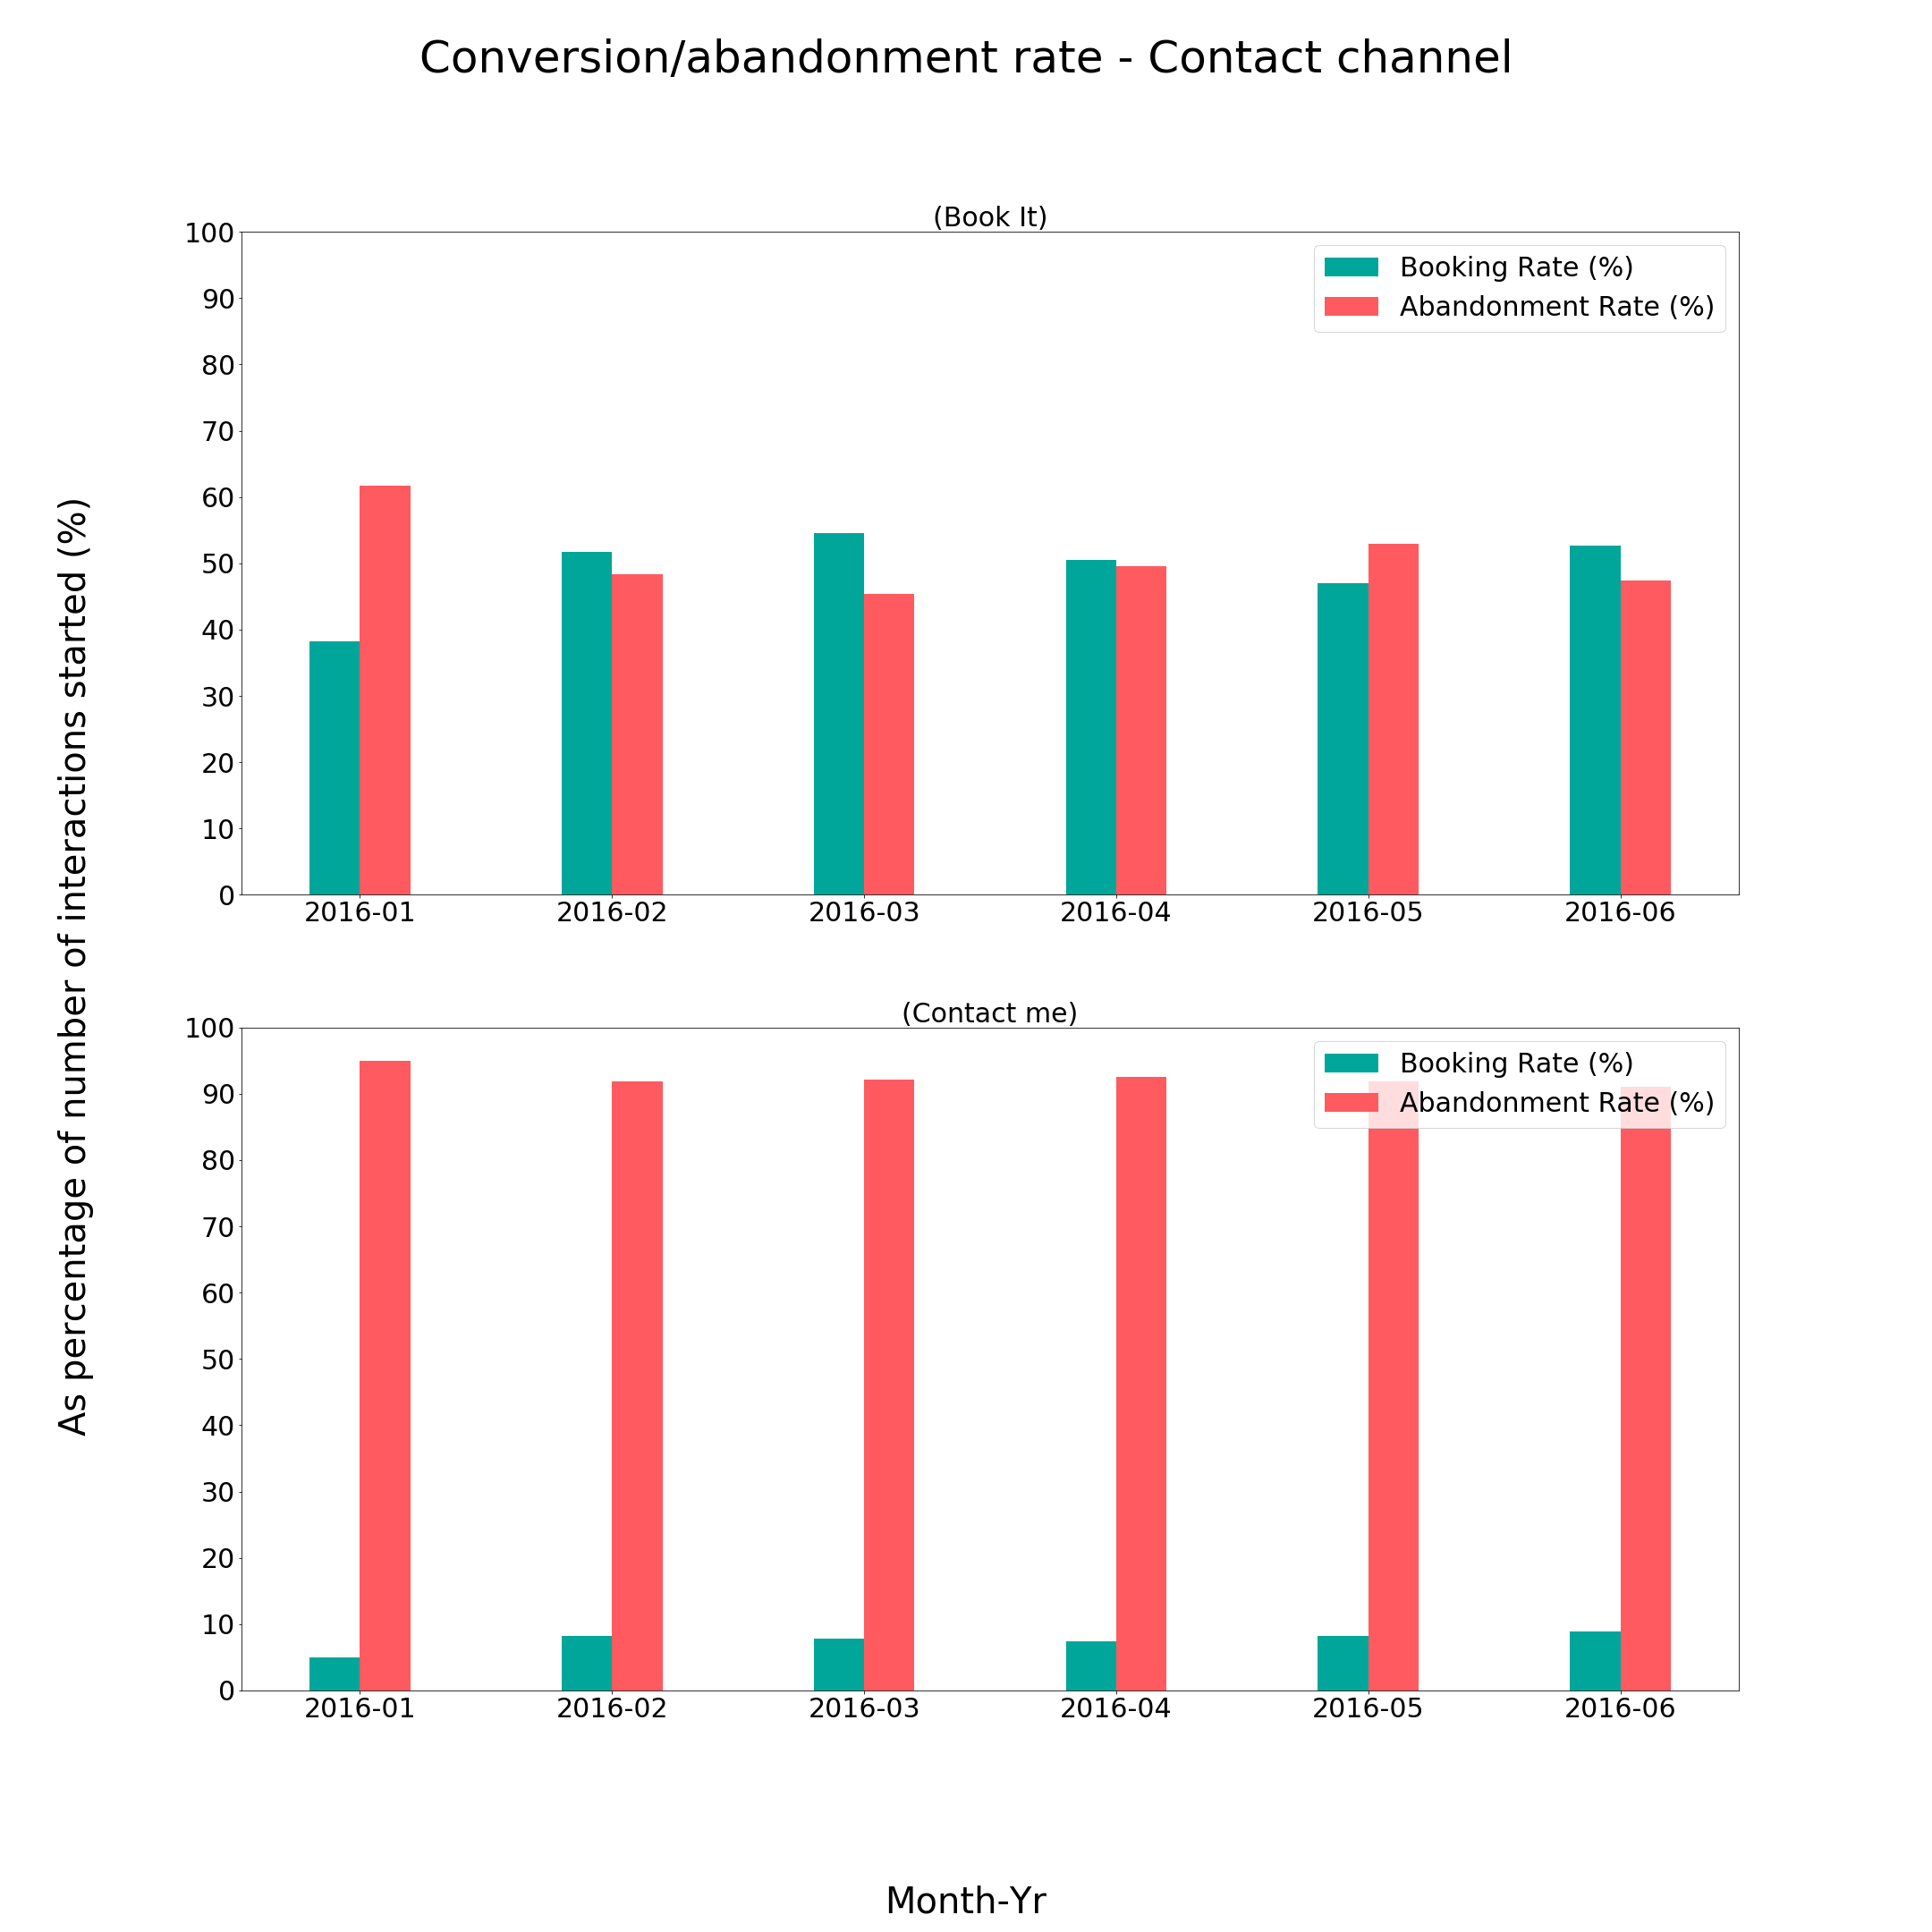 Conversion/abandonment rate - Contact channel
As percentage of number of interactions started (%)
(Book It)
Booking Rate (%)
Abandonment Rate (%)
100
90
80
70
60
50
40
30
20
10
0
2016-01 2016-02 2016-03 2016-04 2016-05 2016-06
(Contact me)
Booking Rate (%)
Abandonment Rate (%)
100
90
80
70
60
50
40
30
20
10
0
2016-01 2016-02 2016-03 2016-04 2016-05 2016-06
Month-Yr